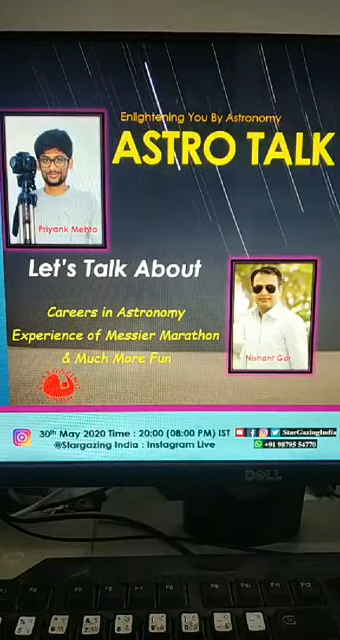 Enlightening You By Astranomy
ASTRO TALK
Priyank Mehta
Let's Talk About
Careers in Astronomy
Experience of Messier Marathon
& Much More Fun
Nishant Gor
30th May 2020 Time : 20:00 (08:00 PM) IST
@Stargazing India : Instagram Live
StarGazingIndia
+91 98795 54770
DELL